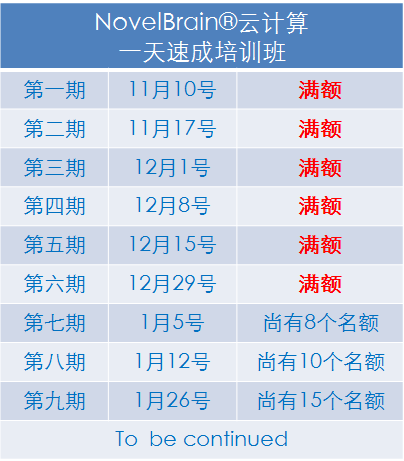 NovelBrain®云计算
一天速成培训班
第一期 11月10号 满额
第二期 11月17号 满额
第三期 12月1号 满额
第四期 12月8号 满额
第五期 12月15号 满额
第六期 12月29号 满额
第七期 1月5号 尚有8个名额
第八期 1月12号 尚有10个名额
第九期 1月26号 尚有15个名额
To be continued